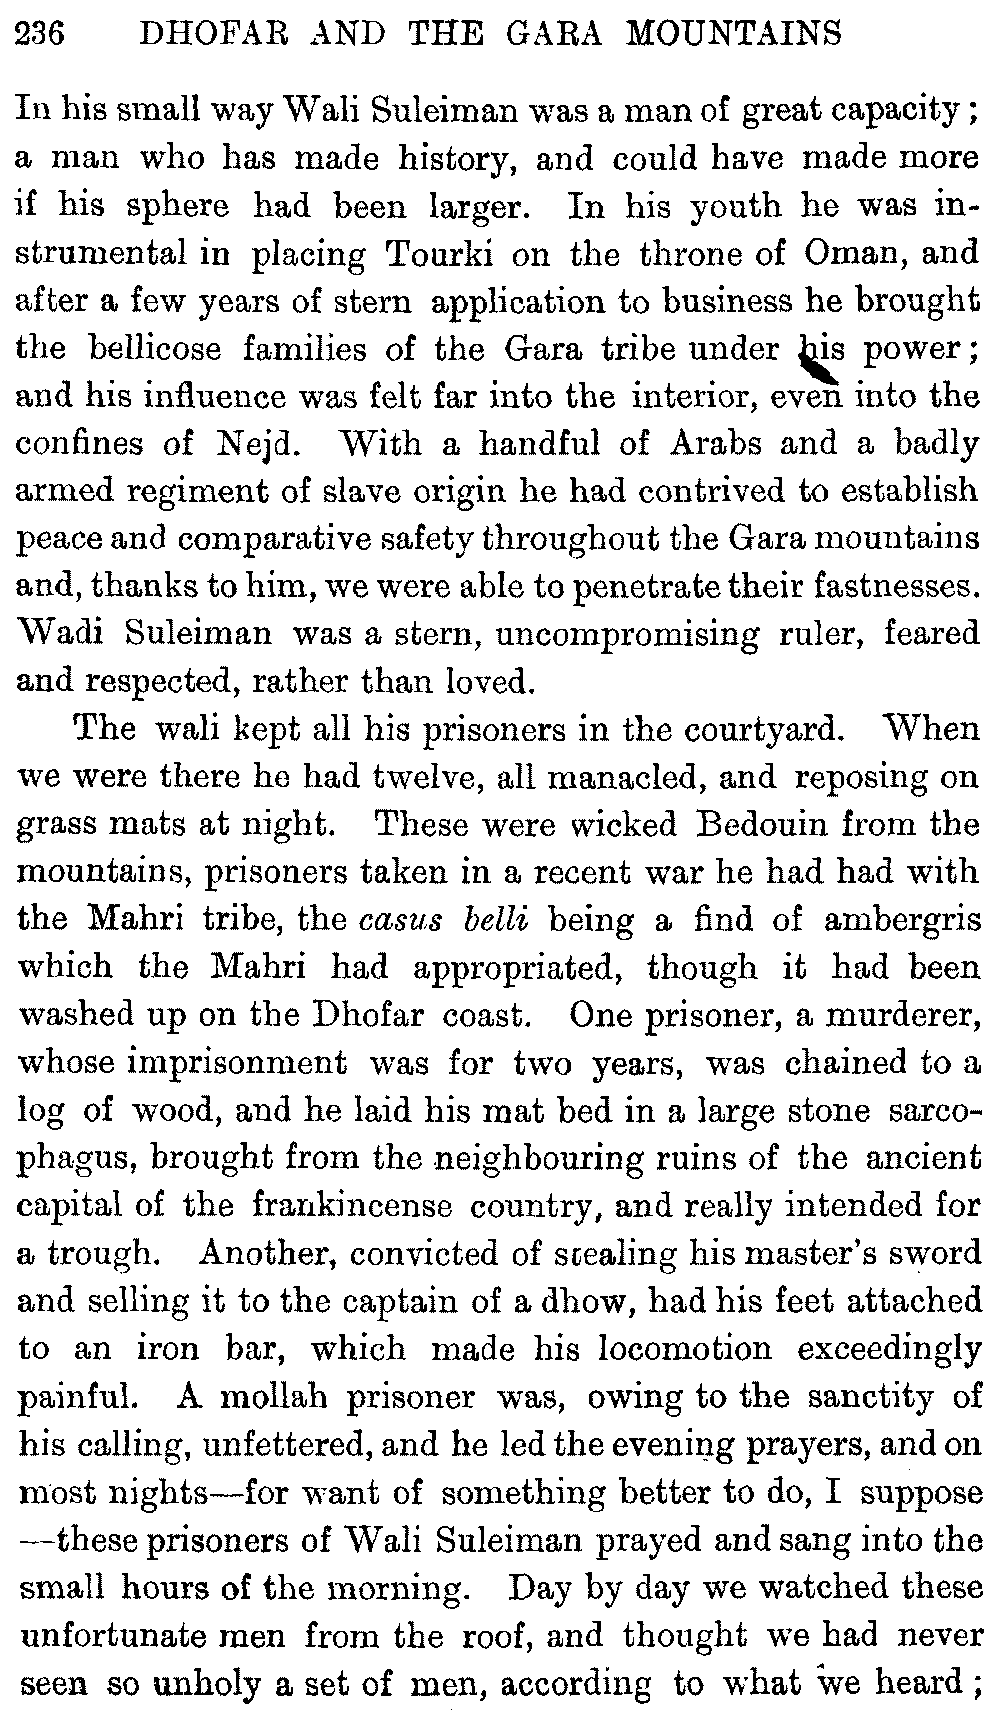 236 DHOFAR AND THE GARA MOUNTAINS
In his small way Wali Suleiman was a man of great capacity;
a man who has made history, and could have made more
if his sphere had been larger. In his youth he was in-
strumental in placing Tourki on the throne of Oman, and
after a few years of stern application to business he brought
the bellicose families of the Gara tribe under his power;
and his influence was felt far into the interior, even into the
confines of Nejd. With a handful of Arabs and a badly
armed regiment of slave origin he had contrived to establish
peace and comparative safety throughout the Gara mountains
and, thanks to him, we were able to penetrate their fastnesses.
Wadi Suleiman was a stern, uncompromising ruler, feared
and respected, rather than loved.
The wali kept all his prisoners in the courtyard. When
we were there he had twelve, all manacled, and reposing on
grass mats at night. These were wicked Bedouin from the
mountains, prisoners taken in a recent war he had had with
the Mahri tribe, the casus belli being a find of ambergris
which the Mahri had appropriated, though it had been
washed up on the Dhofar coast. One prisoner, a murderer,
whose imprisonment was for two years, was chained to a
log of wood, and he laid his mat bed in a large stone sarco-
phagus, brought from the neighbouring ruins of the ancient
capital of the frankincense country, and really intended for
a trough. Another, convicted of stealing his master's sword
and selling it to the captain of a dhow, had his feet attached
to an iron bar, which made his locomotion exceedingly
painful. A mollah prisoner was, owing to the sanctity of
his calling, unfettered, and he led the evening prayers, and on
most nights—for want of something better to do, I suppose
—these prisoners of Wali Suleiman prayed and sang into the
small hours of the morning. Day by day we watched these
unfortunate men from the roof, and thought we had never
seen so unholy a set of men, according to what we heard;